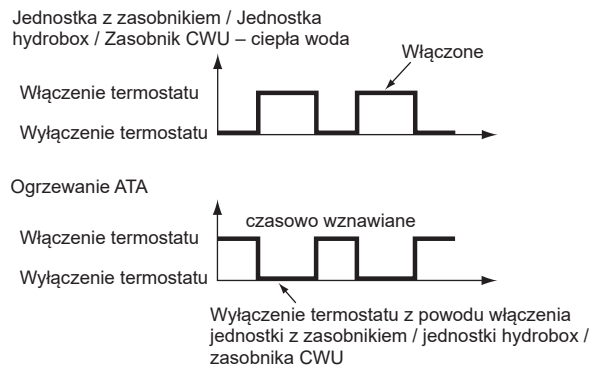 Jednostka z zasobnikiem / Jednostka
hydrobox / Zasobnik CWU – ciepła woda
Włączone
Włączenie termostatu
Wyłączenie termostatu
Ogrzewanie ATA
czasowo wznawiane
Włączenie termostatu
Wyłączenie termostatu
Wyłączenie termostatu z powodu włączenia
jednostki z zasobnikiem / jednostki hydrobox /
zasobnika CWU